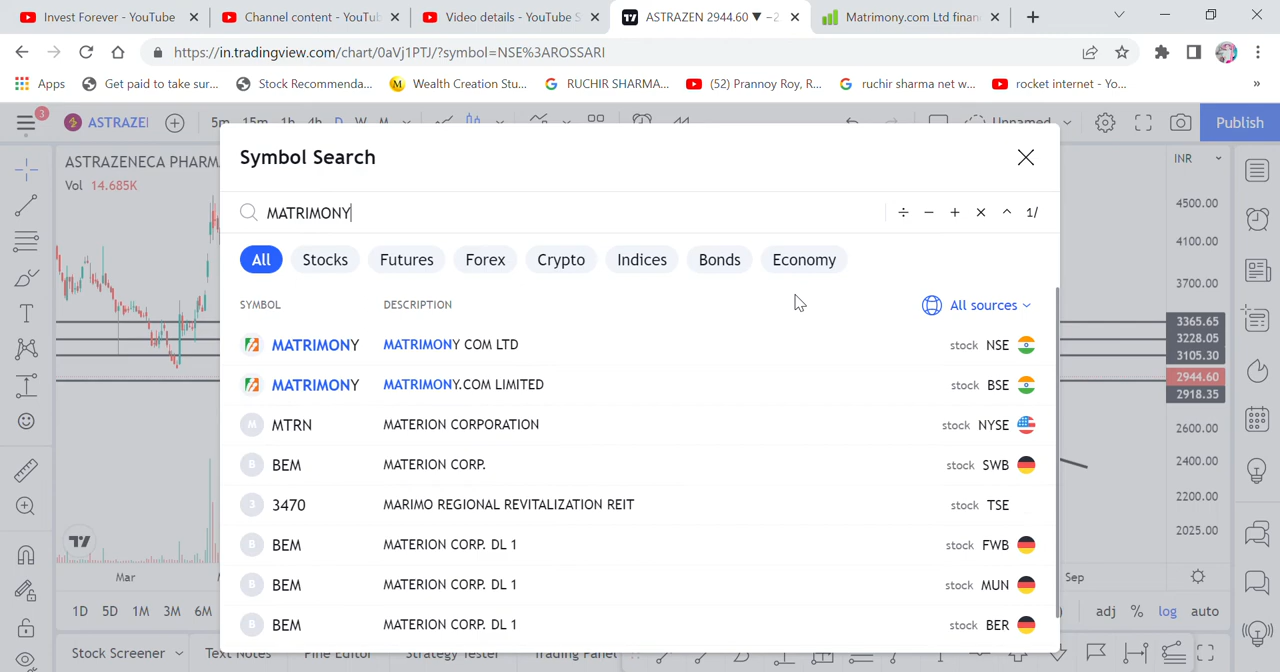 Invest Forever - YouTube
Channel content - YouTub
Video details - YouTube S
ASTRAZEN 2944.60 ▼ −2
Matrimony.com Ltd finan
https://in.tradingview.com/chart/0aVj1PTJ/?symbol=NSE%3AROSSARI
Apps
Get paid to take sur...
Stock Recommenda...
Wealth Creation Stu...
RUCHIR SHARMA...
(52) Prannoy Roy, R...
ruchir sharma net w...
rocket internet - Yo...
»
3
ASTRAZE
5m 15m 1h 4h D W M
Unnamed
Publish
ASTRAZENECA PHARMA
Vol 14.685K
Symbol Search
MATRIMONY
÷ − + × ^ 1/
All Stocks Futures Forex Crypto Indices Bonds Economy
SYMBOL DESCRIPTION All sources
MATRIMONY MATRIMONY COM LTD stock NSE
MATRIMONY MATRIMONY.COM LIMITED stock BSE
M MTRN MATERION CORPORATION stock NYSE
B BEM MATERION CORP. stock SWB
3 3470 MARIMO REGIONAL REVITALIZATION REIT stock TSE
B BEM MATERION CORP. DL 1 stock FWB
B BEM MATERION CORP. DL 1 stock MUN
B BEM MATERION CORP. DL 1 stock BER
INR
4500.00
4100.00
3700.00
3365.65
3228.05
3105.30
2944.60
2918.35
2600.00
2400.00
2200.00
2025.00
Mar
Sep
1D 5D 1M 3M 6M
adj % log auto
Stock Screener
Text Notes
Pine Editor
Strategy Tester
Trading Panel